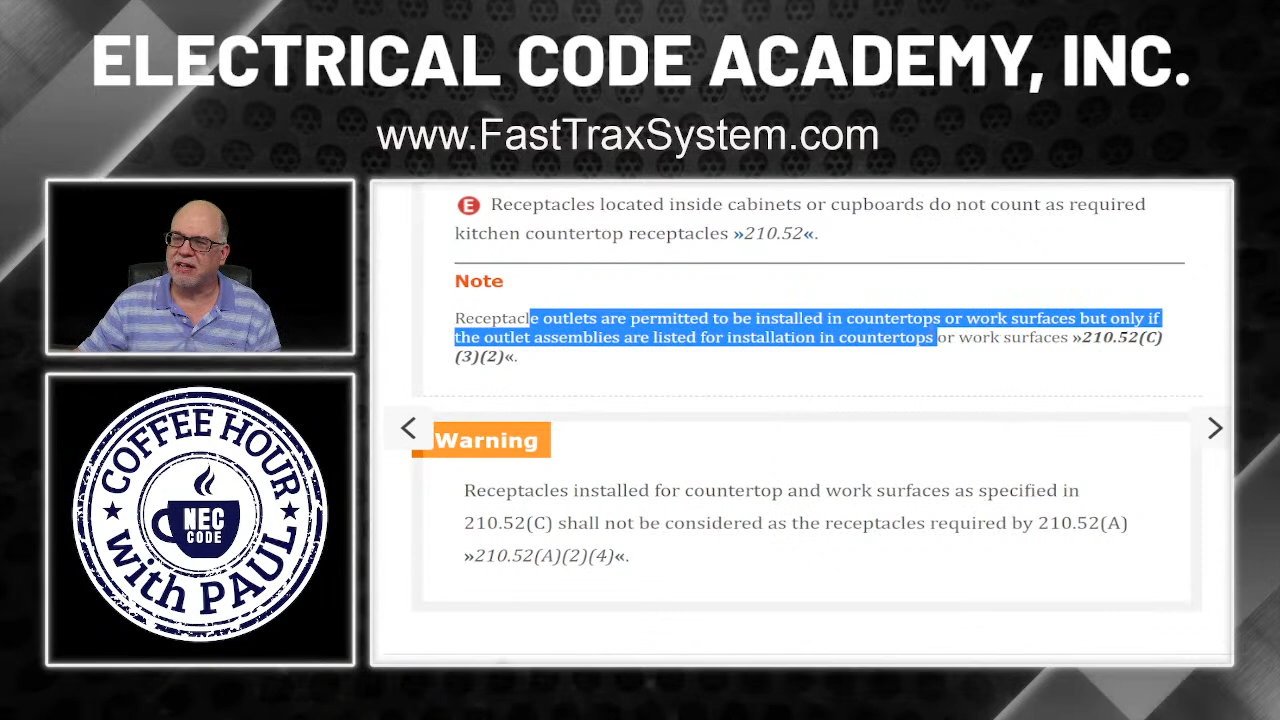 ELECTRICAL CODE ACADEMY, INC.
www.FastTraxSystem.com
E Receptacles located inside cabinets or cupboards do not count as required
kitchen countertop receptacles »210.52«.
Note
Receptacle outlets are permitted to be installed in countertops or work surfaces but only if
the outlet assemblies are listed for installation in countertops or work surfaces »210.52(C)
(3)(2)«.
Warning
Receptacles installed for countertop and work surfaces as specified in
210.52(C) shall not be considered as the receptacles required by 210.52(A)
»210.52(A)(2)(4)«.
COFFEE HOUR
NEC
CODE
with PAUL